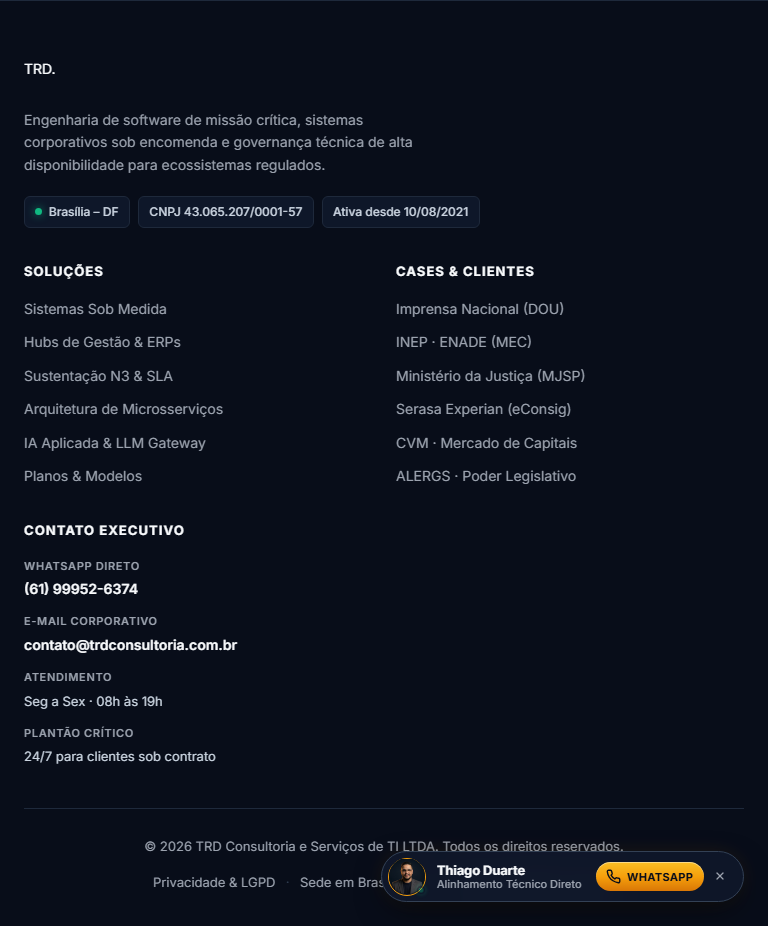 TRD.
Engenharia de software de missão crítica, sistemas
corporativos sob encomenda e governança técnica de alta
disponibilidade para ecossistemas regulados.
Brasília – DF
CNPJ 43.065.207/0001-57
Ativa desde 10/08/2021
SOLUÇÕES
Sistemas Sob Medida
Hubs de Gestão & ERPs
Sustentação N3 & SLA
Arquitetura de Microsserviços
IA Aplicada & LLM Gateway
Planos & Modelos
CASES & CLIENTES
Imprensa Nacional (DOU)
INEP · ENADE (MEC)
Ministério da Justiça (MJSP)
Serasa Experian (eConsig)
CVM · Mercado de Capitais
ALERGS · Poder Legislativo
CONTATO EXECUTIVO
WHATSAPP DIRETO
(61) 99952-6374
E-MAIL CORPORATIVO
contato@trdconsultoria.com.br
ATENDIMENTO
Seg a Sex · 08h às 19h
PLANTÃO CRÍTICO
24/7 para clientes sob contrato
© 2026 TRD Consultoria e Serviços de TI LTDA. Todos os direitos reservados.
Privacidade & LGPD · Sede em
Thiago Duarte
Alinhamento Técnico Direto
WHATSAPP
×